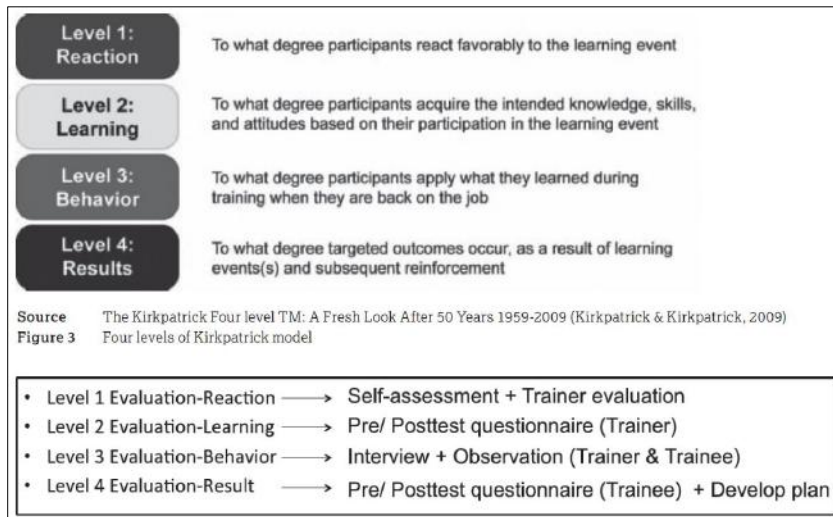 Level 1:
Reaction
To what degree participants react favorably to the learning event
Level 2:
Learning
To what degree participants acquire the intended knowledge, skills,
and attitudes based on their participation in the learning event
Level 3:
Behavior
To what degree participants apply what they learned during
training when they are back on the job
Level 4:
Results
To what degree targeted outcomes occur, as a result of learning
events(s) and subsequent reinforcement
Source The Kirkpatrick Four level TM: A Fresh Look After 50 Years 1959-2009 (Kirkpatrick & Kirkpatrick, 2009)
Figure 3 Four levels of Kirkpatrick model
• Level 1 Evaluation-Reaction → Self-assessment + Trainer evaluation
• Level 2 Evaluation-Learning → Pre/ Posttest questionnaire (Trainer)
• Level 3 Evaluation-Behavior → Interview + Observation (Trainer & Trainee)
• Level 4 Evaluation-Result → Pre/ Posttest questionnaire (Trainee) + Develop plan